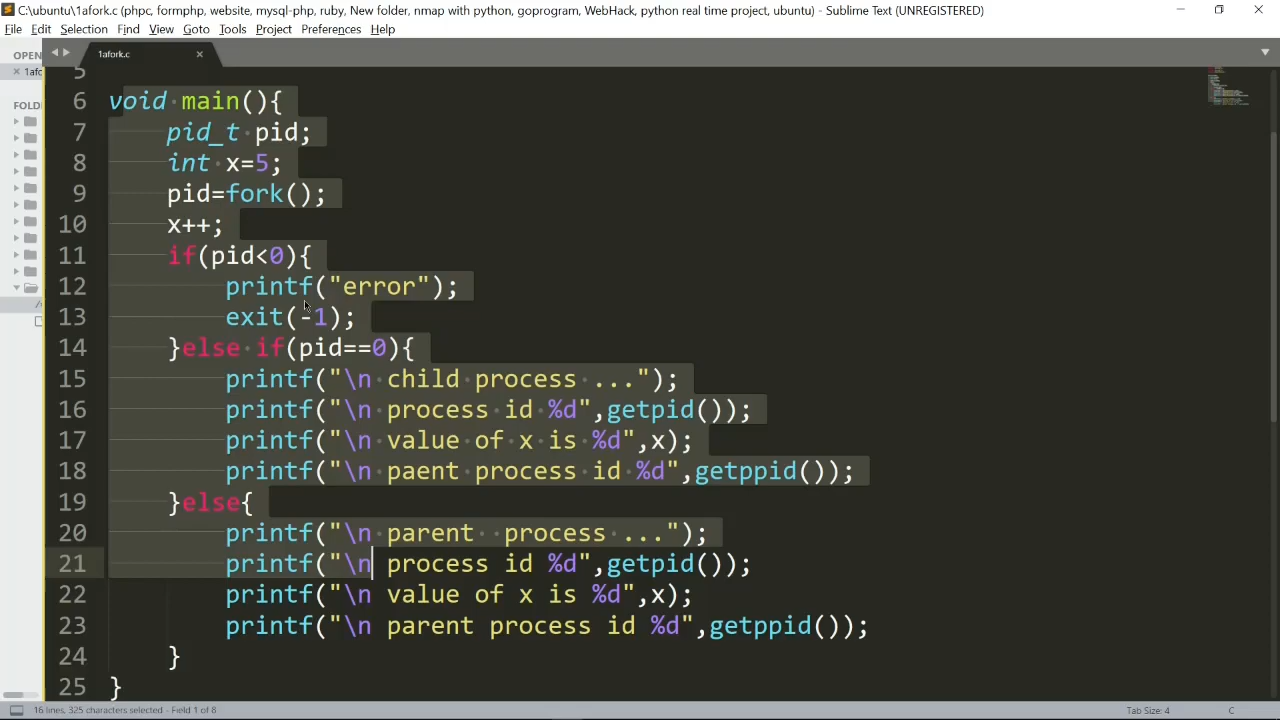 C:\ubuntu\1afork.c (phpc, formphp, website, mysql-php, ruby, New folder, nmap with python, goprogram, WebHack, python real time project, ubuntu) - Sublime Text (UNREGISTERED)
File Edit Selection Find View Goto Tools Project Preferences Help
OPEN
1afork.c
1afo
FOLD
5
6 void main(){
7 pid_t pid;
8 int x=5;
9 pid=fork();
10 x++;
11 if(pid<0){
12 printf("error");
13 exit(-1);
14 }else if(pid==0){
15 printf("\n child process ...");
16 printf("\n process id %d",getpid());
17 printf("\n value of x is %d",x);
18 printf("\n paent process id %d",getppid());
19 }else{
20 printf("\n parent  process ...");
21 printf("\n process id %d",getpid());
22 printf("\n value of x is %d",x);
23 printf("\n parent process id %d",getppid());
24 }
25 }
16 lines, 325 characters selected - Field 1 of 8
Tab Size: 4
C